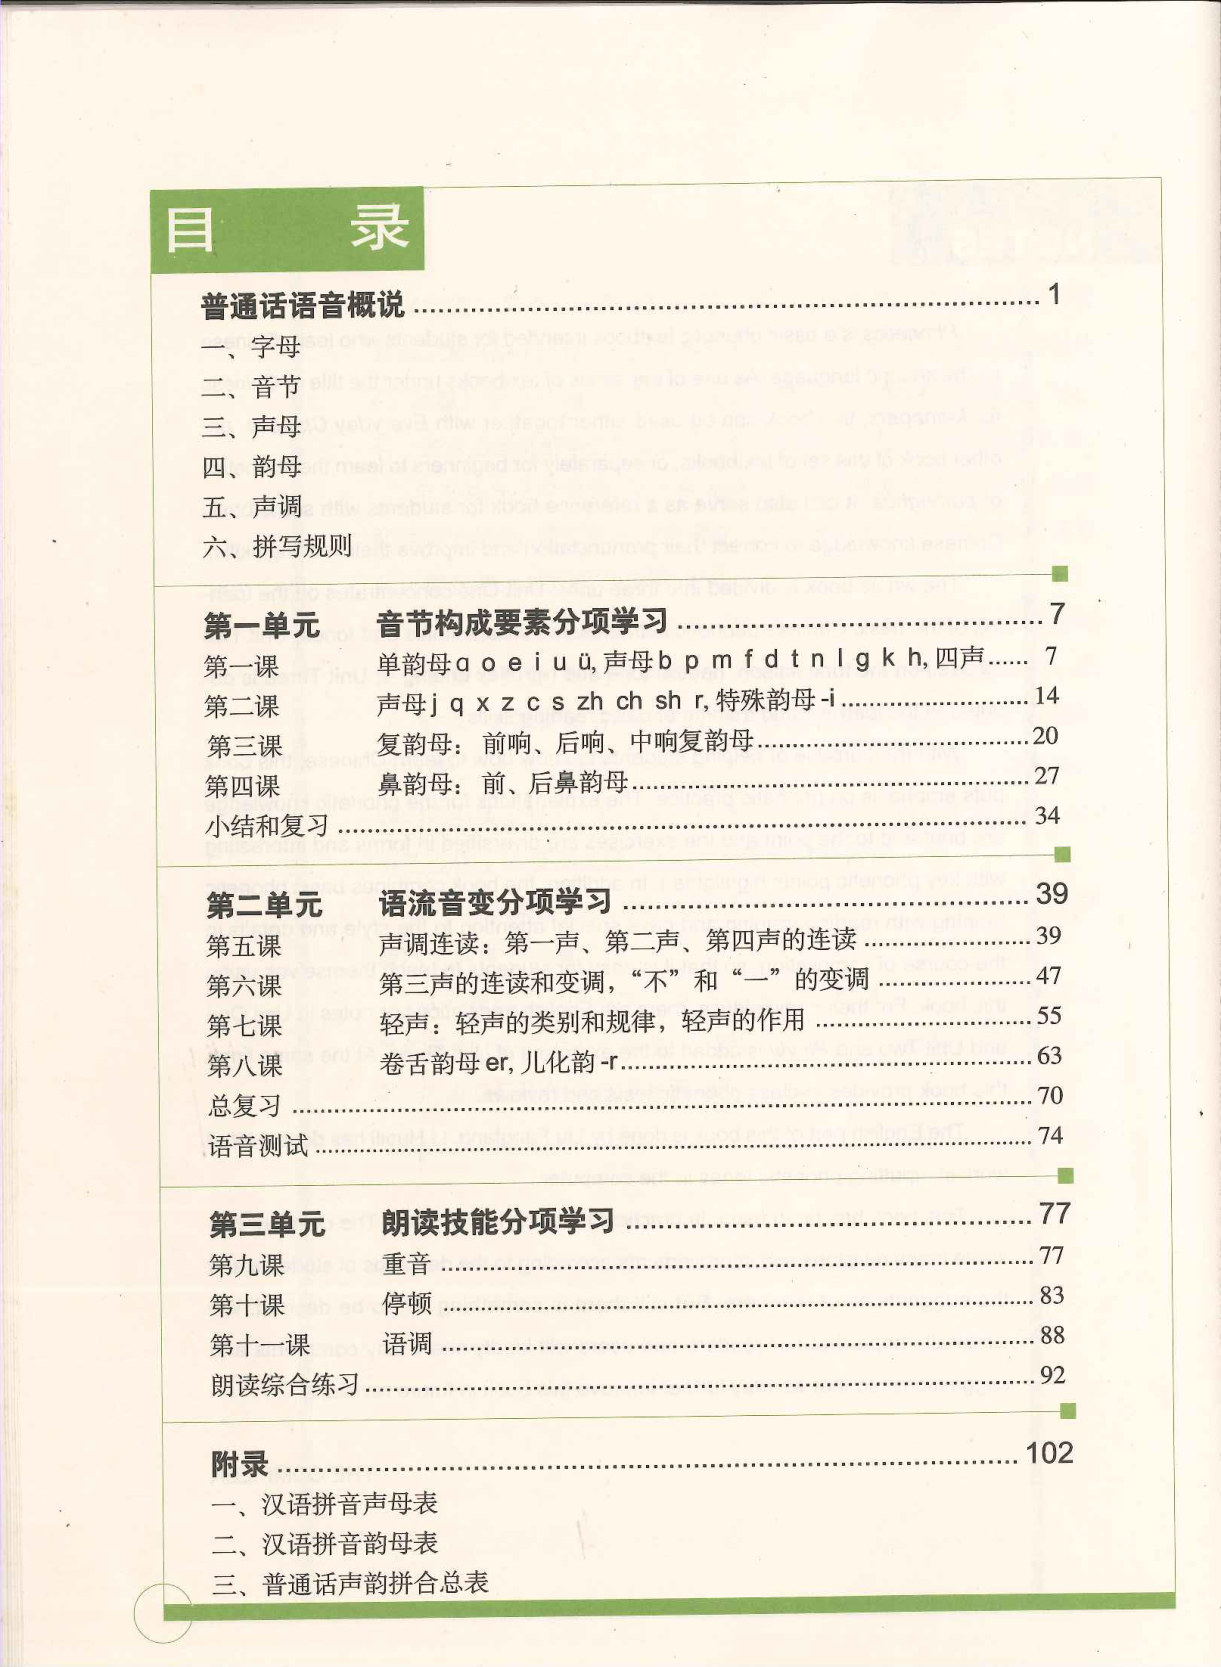 目 录
普通话语音概说 1
一、字母
二、音节
三、声母
四、韵母
五、声调
六、拼写规则
第一单元 音节构成要素分项学习 7
第一课 单韵母 a o e i u ü, 声母 b p m f d t n l g k h, 四声 7
第二课 声母 j q x z c s zh ch sh r, 特殊韵母 -i 14
第三课 复韵母：前响、后响、中响复韵母 20
第四课 鼻韵母：前、后鼻韵母 27
小结和复习 34
第二单元 语流音变分项学习 39
第五课 声调连读：第一声、第二声、第四声的连读 39
第六课 第三声的连读和变调，“不”和“一”的变调 47
第七课 轻声：轻声的类别和规律，轻声的作用 55
第八课 卷舌韵母 er, 儿化韵 -r 63
总复习 70
语音测试 74
第三单元 朗读技能分项学习 77
第九课 重音 77
第十课 停顿 83
第十一课 语调 88
朗读综合练习 92
附录 102
一、汉语拼音声母表
二、汉语拼音韵母表
三、普通话声韵拼合总表